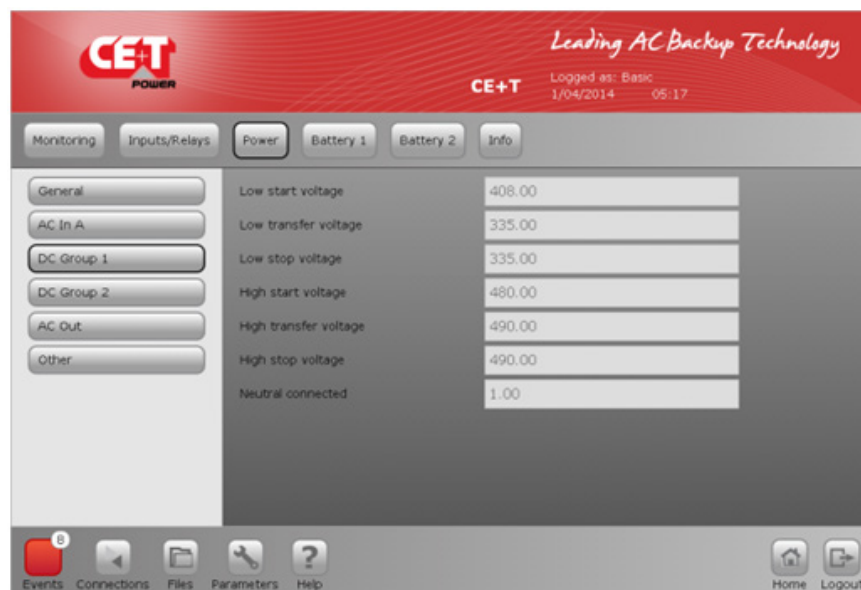 CE+T
POWER
Leading AC Backup Technology
CE+T
Logged as: Basic
1/04/2014 05:17
Monitoring Inputs/Relays Power Battery 1 Battery 2 Info
General
AC In A
DC Group 1
DC Group 2
AC Out
Other
Low start voltage 408.00
Low transfer voltage 335.00
Low stop voltage 335.00
High start voltage 480.00
High transfer voltage 490.00
High stop voltage 490.00
Neutral connected 1.00
8
?
Events Connections Files Parameters Help Home Logout